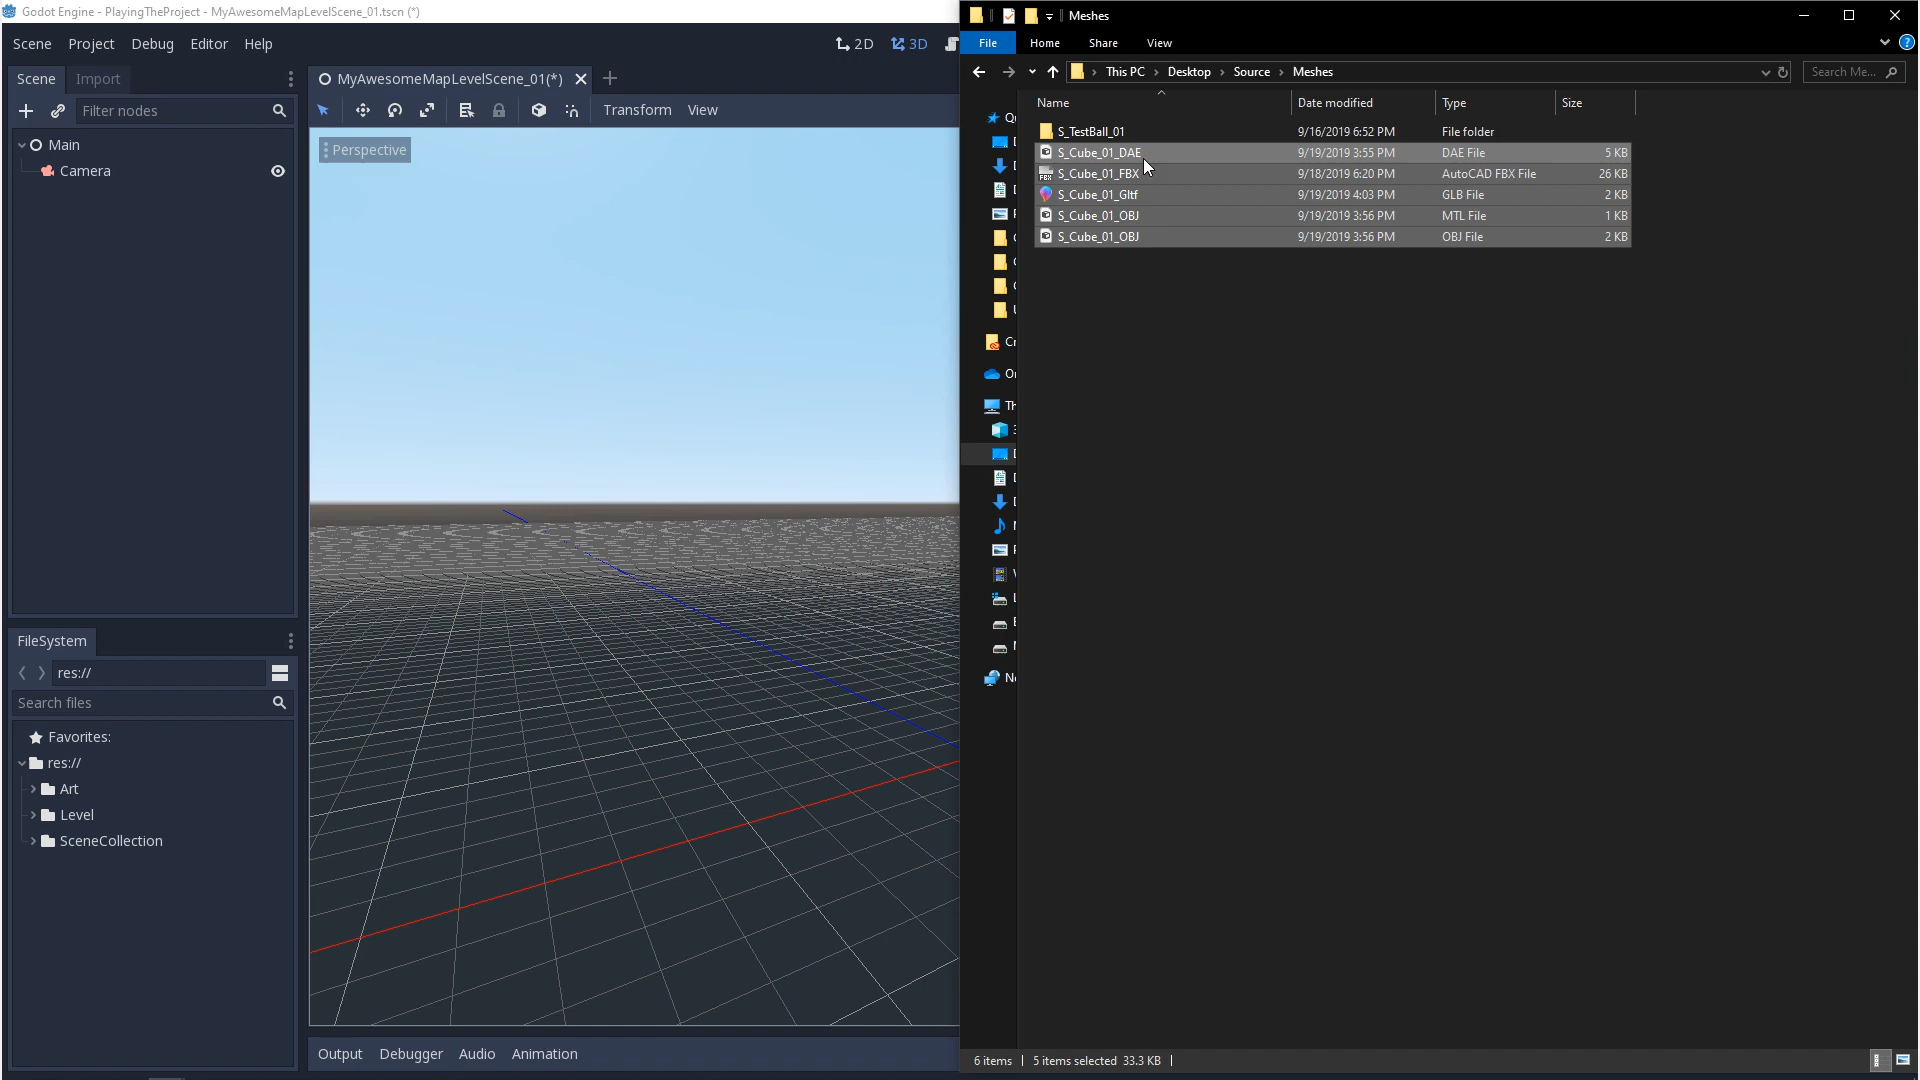 Godot Engine - PlayingTheProject - MyAwesomeMapLevelScene_01.tscn (*)
Scene Project Debug Editor Help
2D 3D
Scene Import
MyAwesomeMapLevelScene_01(*)
Filter nodes
Transform View
Main
Camera
Perspective
FileSystem
res://
Search files
Favorites:
res://
Art
Level
SceneCollection
Output Debugger Audio Animation
Meshes
File Home Share View
This PC Desktop Source Meshes
Search Me...
Name Date modified Type Size
S_TestBall_01 9/16/2019 6:52 PM File folder
S_Cube_01_DAE 9/19/2019 3:55 PM DAE File 5 KB
S_Cube_01_FBX 9/18/2019 6:20 PM AutoCAD FBX File 26 KB
S_Cube_01_Gltf 9/19/2019 4:03 PM GLB File 2 KB
S_Cube_01_OBJ 9/19/2019 3:56 PM MTL File 1 KB
S_Cube_01_OBJ 9/19/2019 3:56 PM OBJ File 2 KB
6 items 5 items selected 33.3 KB